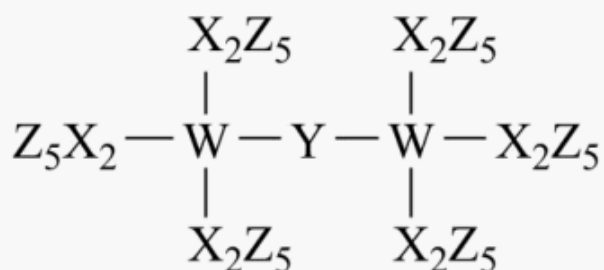 X₂Z₅ X₂Z₅
Z₅X₂ — W — Y — W — X₂Z₅
X₂Z₅ X₂Z₅